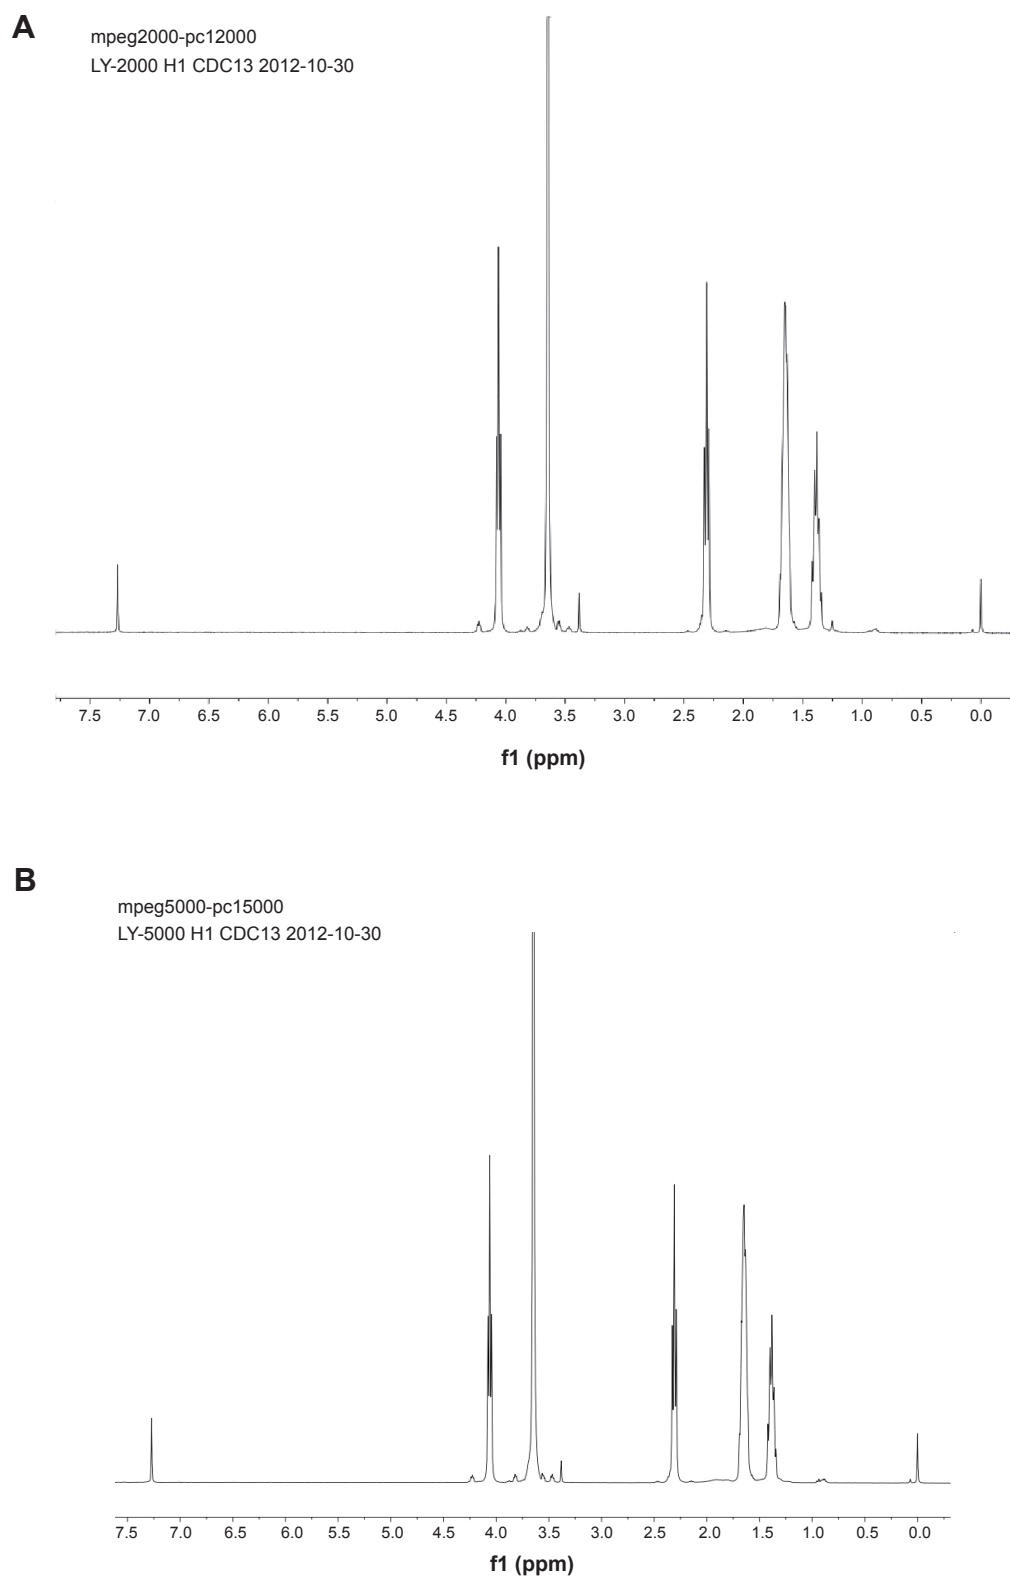 A
mpeg2000-pc12000
LY-2000 H1 CDC13 2012-10-30
7.5 7.0 6.5 6.0 5.5 5.0 4.5 4.0 3.5 3.0 2.5 2.0 1.5 1.0 0.5 0.0
f1 (ppm)
B
mpeg5000-pc15000
LY-5000 H1 CDC13 2012-10-30
7.5 7.0 6.5 6.0 5.5 5.0 4.5 4.0 3.5 3.0 2.5 2.0 1.5 1.0 0.5 0.0
f1 (ppm)